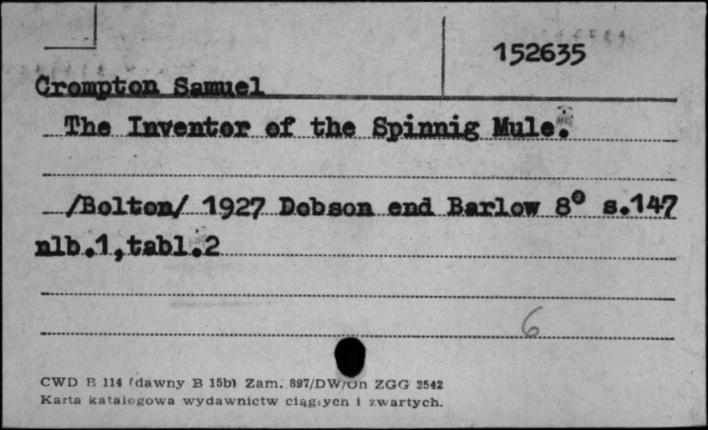 152635
Crompton Samuel
The Inventor of the Spinnig Mule.
/Bolton/ 1927 Dobson end Barlow 8° s.147
nlb.1,tabl.2
6
CWD B 114 (dawny B 15b) Zam. 897/DW/Un ZGG 2542
Karta katalogowa wydawnictw ciągłych i zwartych.